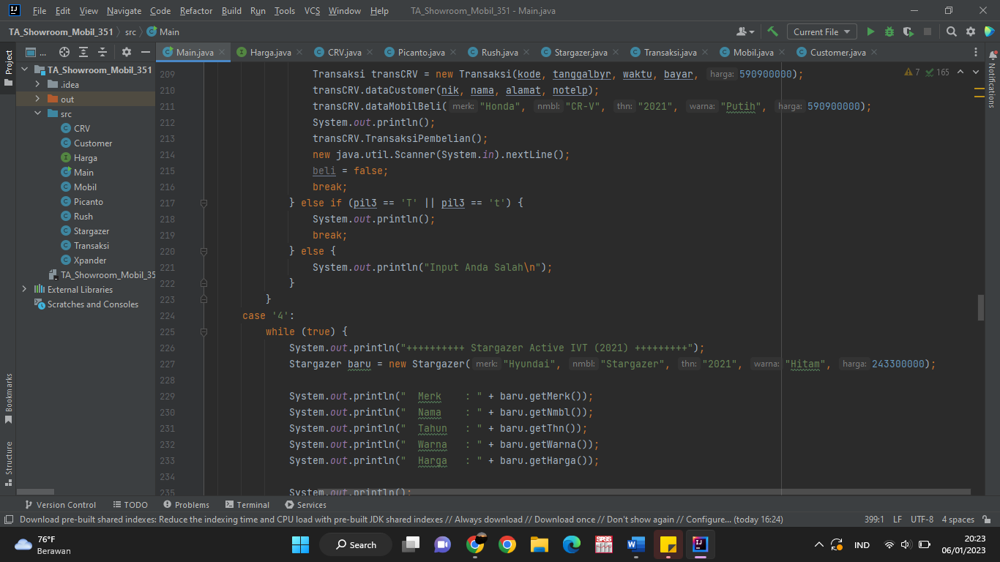 File Edit View Navigate Code Refactor Build Run Tools VCS Window Help TA_Showroom_Mobil_351 - Main.java
TA_Showroom_Mobil_351 src Main Current File
Project ... Main.java Harga.java CRV.java Picanto.java Rush.java Stargazer.java Transaksi.java Mobil.java Customer.java
TA_Showroom_Mobil_351
.idea
out
src
CRV
Customer
Harga
Main
Mobil
Picanto
Rush
Stargazer
Transaksi
Xpander
TA_Showroom_Mobil_35
External Libraries
Scratches and Consoles
Bookmarks
Structure
7 165
Notifications
209 Transaksi transCRV = new Transaksi(kode, tanggalbyr, waktu, bayar, harga: 590900000);
210 transCRV.dataCustomer(nik, nama, alamat, notelp);
211 transCRV.dataMobilBeli( merk: "Honda", nmbl: "CR-V", thn: "2021", warna: "Putih", harga: 590900000);
212 System.out.println();
213 transCRV.TransaksiPembelian();
214 new java.util.Scanner(System.in).nextLine();
215 beli = false;
216 break;
217 } else if (pil3 == 'T' || pil3 == 't') {
218 System.out.println();
219 break;
220 } else {
221 System.out.println("Input Anda Salah\n");
222 }
223 }
224 case '4':
225 while (true) {
226 System.out.println("++++++++++ Stargazer Active IVT (2021) +++++++++");
227 Stargazer baru = new Stargazer( merk: "Hyundai", nmbl: "Stargazer", thn: "2021", warna: "Hitam", harga: 243300000);
228
229 System.out.println("  Merk    : " + baru.getMerk());
230 System.out.println("  Nama    : " + baru.getNmbl());
231 System.out.println("  Tahun   : " + baru.getThn());
232 System.out.println("  Warna   : " + baru.getWarna());
233 System.out.println("  Harga   : " + baru.getHarga());
234
235 System.out.println();
Version Control TODO Problems Terminal Services
Download pre-built shared indexes: Reduce the indexing time and CPU load with pre-built JDK shared indexes // Always download // Download once // Don't show again // Configure... (today 16:24) 399:1 LF UTF-8 4 spaces
76°F
Berawan
Search
SPSS
IND
20:23
06/01/2023